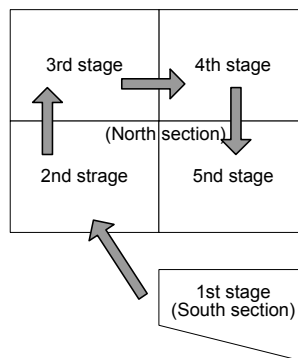 3rd stage
4th stage
(North section)
2nd strage
5nd stage
1st stage
(South section)